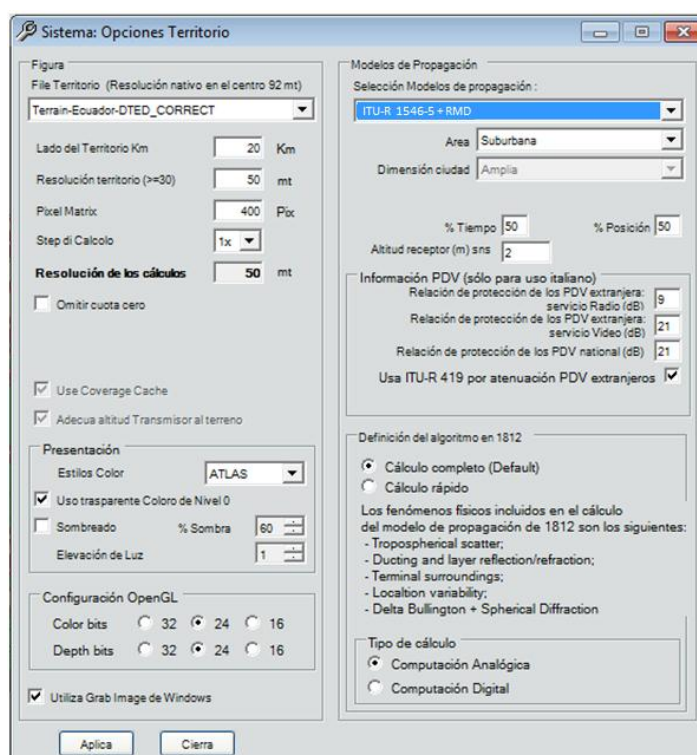 Sistema: Opciones Territorio
Figura
File Territorio (Resolución nativo en el centro 92 mt)
Terrain-Ecuador-DTED_CORRECT
Lado del Territorio Km 20 Km
Resolución territorio (>=30) 50 mt
Pixel Matrix 400 Pix
Step di Calcolo 1x
Resolución de los cálculos 50 mt
Omitir cuota cero
Use Coverage Cache
Adecua altitud Transmisor al terreno
Presentación
Estilos Color ATLAS
Uso trasparente Coloro de Nivel 0
Sombreado % Sombra 60
Elevación de Luz 1
Configuración OpenGL
Color bits 32 24 16
Depth bits 32 24 16
Utiliza Grab Image de Windows
Aplica Cierra
Modelos de Propagación
Selección Modelos de propagación :
ITU-R 1546-5 + RMD
Area Suburbana
Dimensión ciudad Amplia
% Tiempo 50 % Posición 50
Altitud receptor (m) sns 2
Información PDV (sólo para uso italiano)
Relación de protección de los PDV extranjera:
servicio Radio (dB) 9
Relación de protección de los PDV extranjera:
servicio Video (dB) 21
Relación de protección de los PDV national (dB) 21
Usa ITU-R 419 por atenuación PDV extranjeros
Definición del algoritmo en 1812
Cálculo completo (Default)
Cálculo rápido
Los fenómenos físicos incluidos en el cálculo
del modelo de propagación de 1812 son los siguientes:
- Tropospherical scatter;
- Ducting and layer reflection/refraction;
- Terminal surroundings;
- Localtion variability;
- Delta Bullington + Spherical Diffraction
Tipo de cálculo
Computación Analógica
Computación Digital